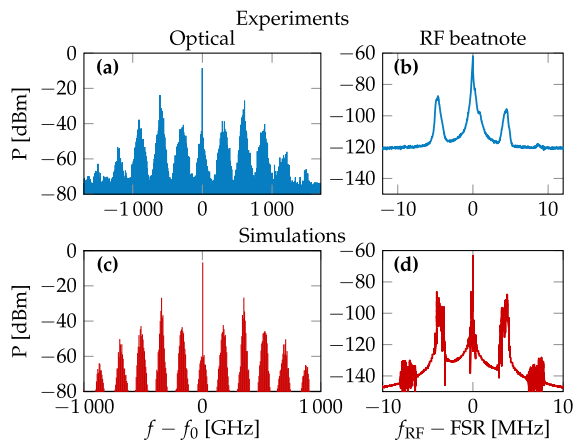 Experiments
Optical
RF beatnote
(a)
(b)
P [dBm]
0
−20
−40
−60
−80
−1 000
0
1 000
−60
−80
−100
−120
−140
−10
0
10
Simulations
(c)
(d)
P [dBm]
0
−20
−40
−60
−80
−1 000
0
1 000
f − f0 [GHz]
−60
−80
−100
−120
−140
−10
0
10
fRF − FSR [MHz]